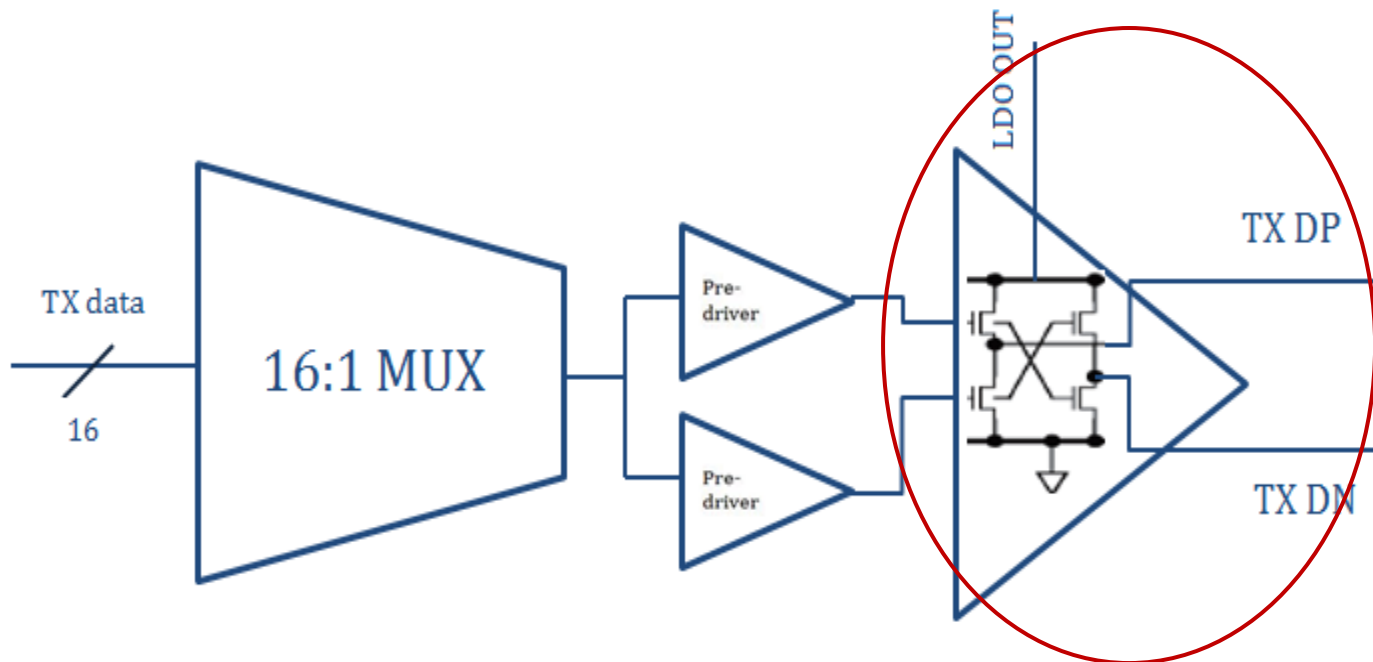 LDO OUT
TX DP
TX data
16:1 MUX
16
Pre-
driver
Pre-
driver
TX DN